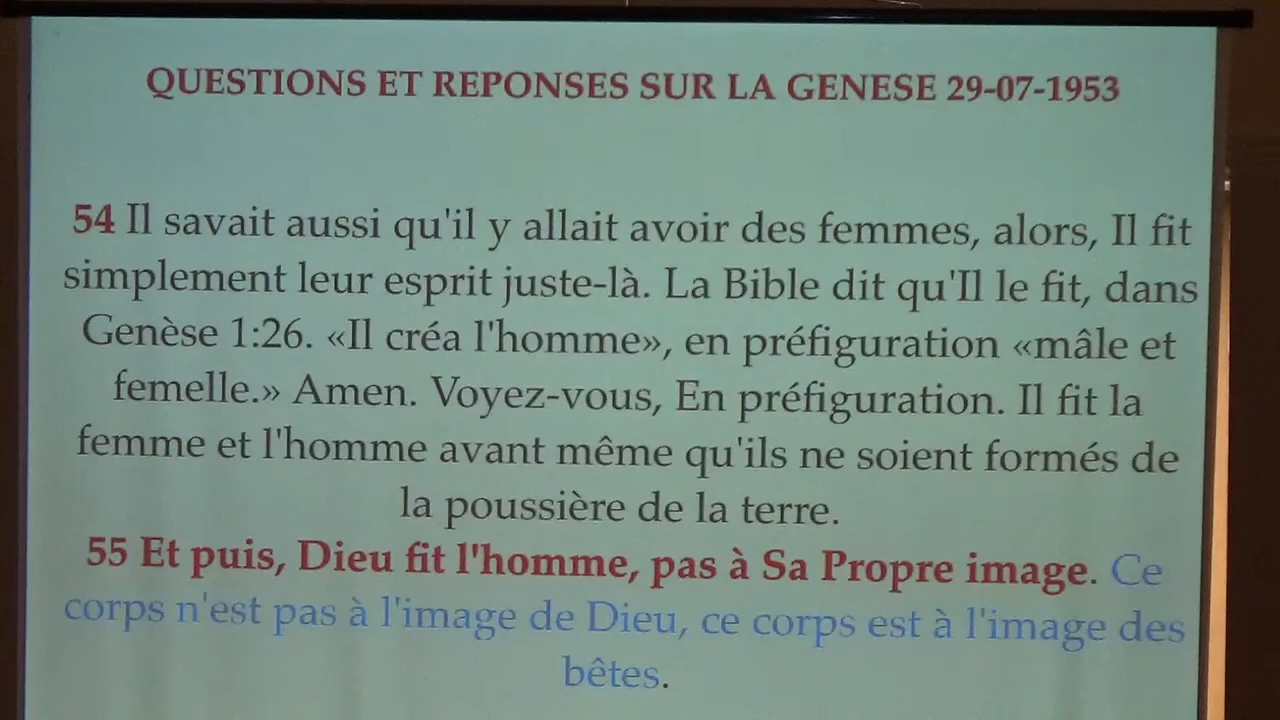 QUESTIONS ET REPONSES SUR LA GENESE 29-07-1953
54 Il savait aussi qu'il y allait avoir des femmes, alors, Il fit
simplement leur esprit juste-là. La Bible dit qu'Il le fit, dans
Genèse 1:26. «Il créa l'homme», en préfiguration «mâle et
femelle.» Amen. Voyez-vous, En préfiguration. Il fit la
femme et l'homme avant même qu'ils ne soient formés de
la poussière de la terre.
55 Et puis, Dieu fit l'homme, pas à Sa Propre image. Ce
corps n'est pas à l'image de Dieu, ce corps est à l'image des
bêtes.